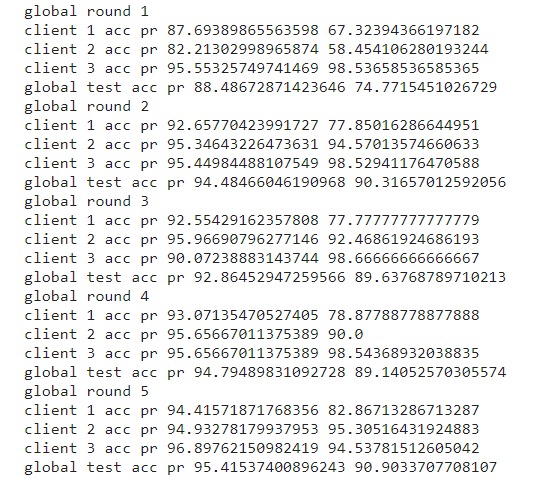 global round 1
client 1 acc pr 87.69389865563598 67.32394366197182
client 2 acc pr 82.21302998965874 58.454106280193244
client 3 acc pr 95.55325749741469 98.53658536585365
global test acc pr 88.48672871423646 74.7715451026729
global round 2
client 1 acc pr 92.65770423991727 77.85016286644951
client 2 acc pr 95.34643226473631 94.57013574660633
client 3 acc pr 95.44984488107549 98.52941176470588
global test acc pr 94.48466046190968 90.31657012592056
global round 3
client 1 acc pr 92.55429162357808 77.77777777777779
client 2 acc pr 95.96690796277146 92.46861924686193
client 3 acc pr 90.07238883143744 98.66666666666667
global test acc pr 92.86452947259566 89.63768789710213
global round 4
client 1 acc pr 93.07135470527405 78.87788778877888
client 2 acc pr 95.65667011375389 90.0
client 3 acc pr 95.65667011375389 98.54368932038835
global test acc pr 94.79489831092728 89.14052570305574
global round 5
client 1 acc pr 94.41571871768356 82.86713286713287
client 2 acc pr 94.93278179937953 95.30516431924883
client 3 acc pr 96.89762150982419 94.53781512605042
global test acc pr 95.41537400896243 90.9033707708107